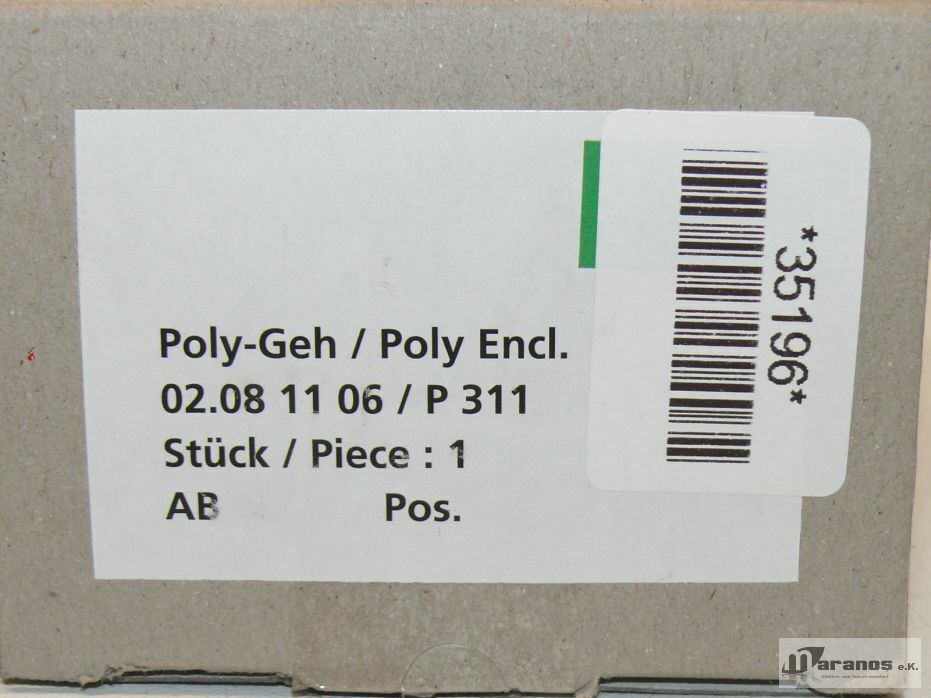 Poly-Geh / Poly Encl.
02.08 11 06 / P 311
Stück / Piece : 1
AB Pos.
*35196*
Maranos e.K.